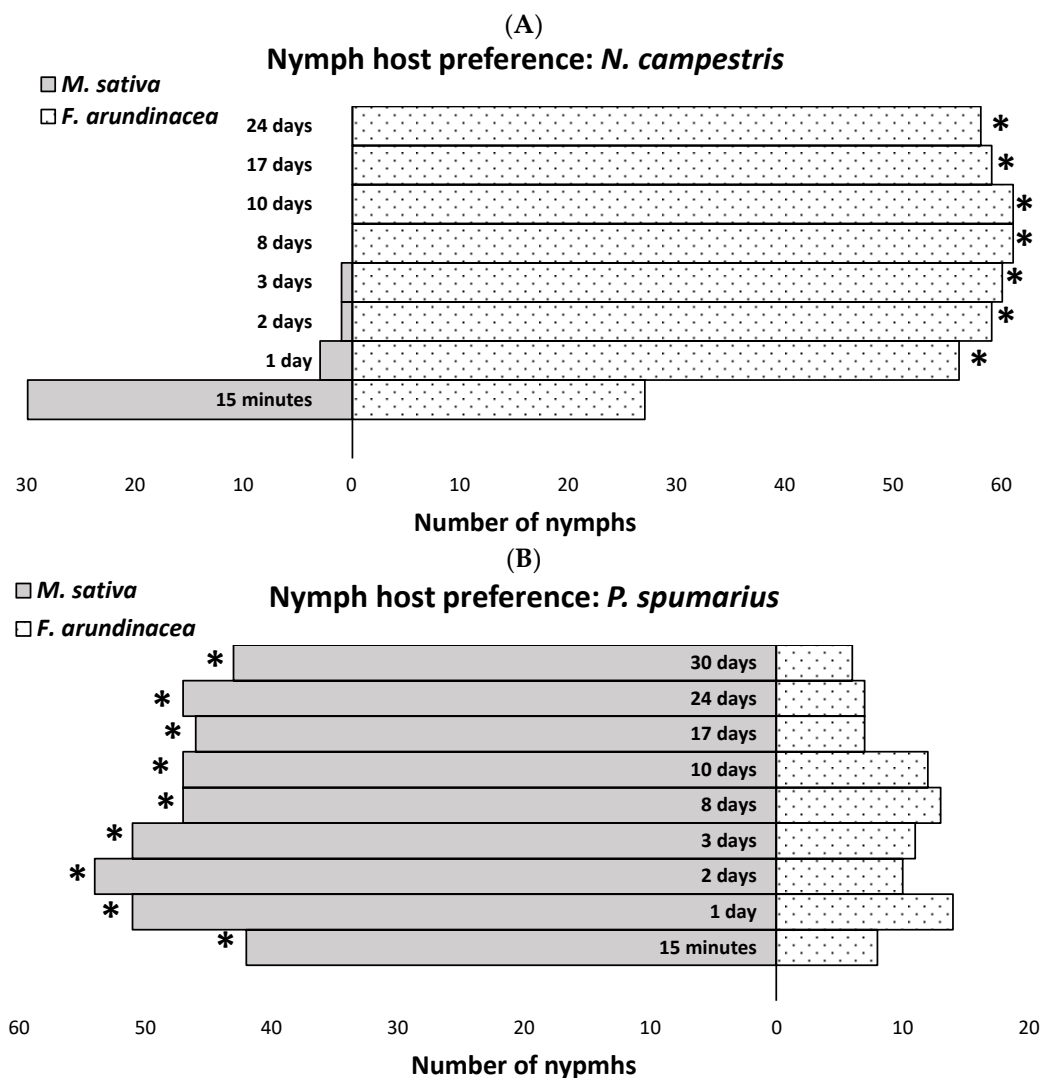 (A)
Nymph host preference: N. campestris
M. sativa
F. arundinacea
24 days
*
17 days
*
10 days
*
8 days
*
3 days
*
2 days
*
1 day
*
15 minutes
30 20 10 0 10 20 30 40 50 60
Number of nymphs
(B)
M. sativa
Nymph host preference: P. spumarius
F. arundinacea
* 30 days
* 24 days
* 17 days
* 10 days
* 8 days
* 3 days
* 2 days
* 1 day
* 15 minutes
60 50 40 30 20 10 0 10 20
Number of nypmhs